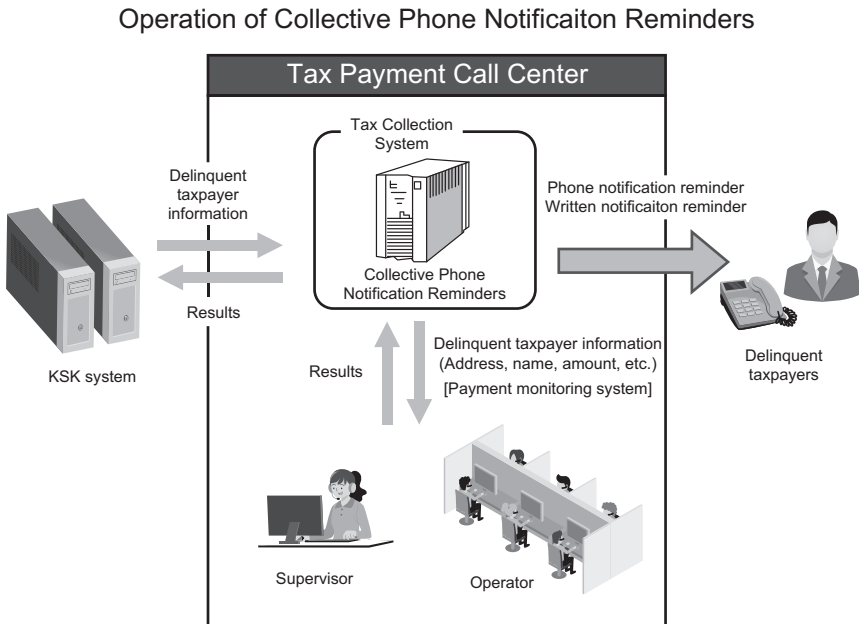 Operation of Collective Phone Notificaiton Reminders
Tax Payment Call Center
Tax Collection
System
Delinquent
taxpayer
information
Phone notification reminder
Written notificaiton reminder
Collective Phone
Notification Reminders
Results
KSK system
Results
Delinquent taxpayer information
(Address, name, amount, etc.)
[Payment monitoring system]
Delinquent
taxpayers
Supervisor
Operator